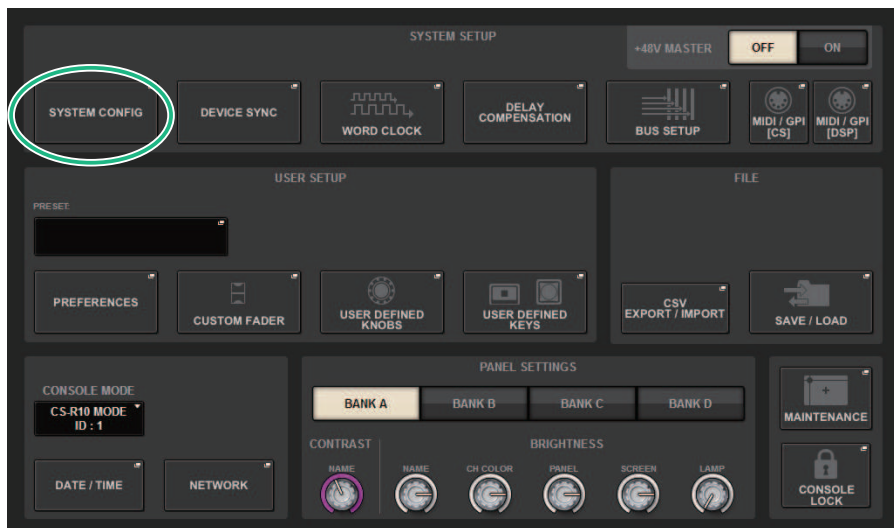 SYSTEM SETUP
+48V MASTER
OFF
ON
SYSTEM CONFIG
DEVICE SYNC
WORD CLOCK
DELAY
COMPENSATION
BUS SETUP
MIDI / GPI
[CS]
MIDI / GPI
[DSP]
USER SETUP
PRESET
PREFERENCES
CUSTOM FADER
USER DEFINED
KNOBS
USER DEFINED
KEYS
FILE
CSV
EXPORT / IMPORT
SAVE / LOAD
CONSOLE MODE
CS-R10 MODE
ID : 1
DATE / TIME
NETWORK
PANEL SETTINGS
BANK A
BANK B
BANK C
BANK D
CONTRAST
BRIGHTNESS
NAME
NAME
CH COLOR
PANEL
SCREEN
LAMP
MAINTENANCE
CONSOLE
LOCK